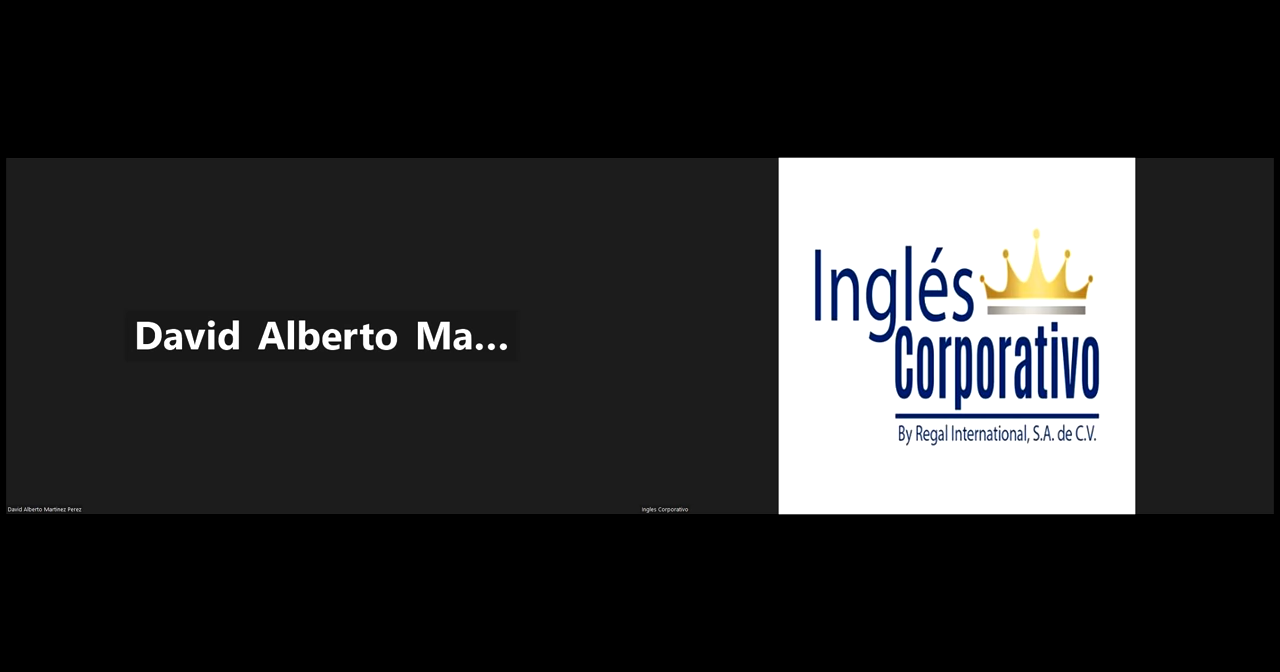 David Alberto Ma...
David Alberto Martinez Perez
Inglés
Corporativo
By Regal International, S.A. de C.V.
Ingles Corporativo